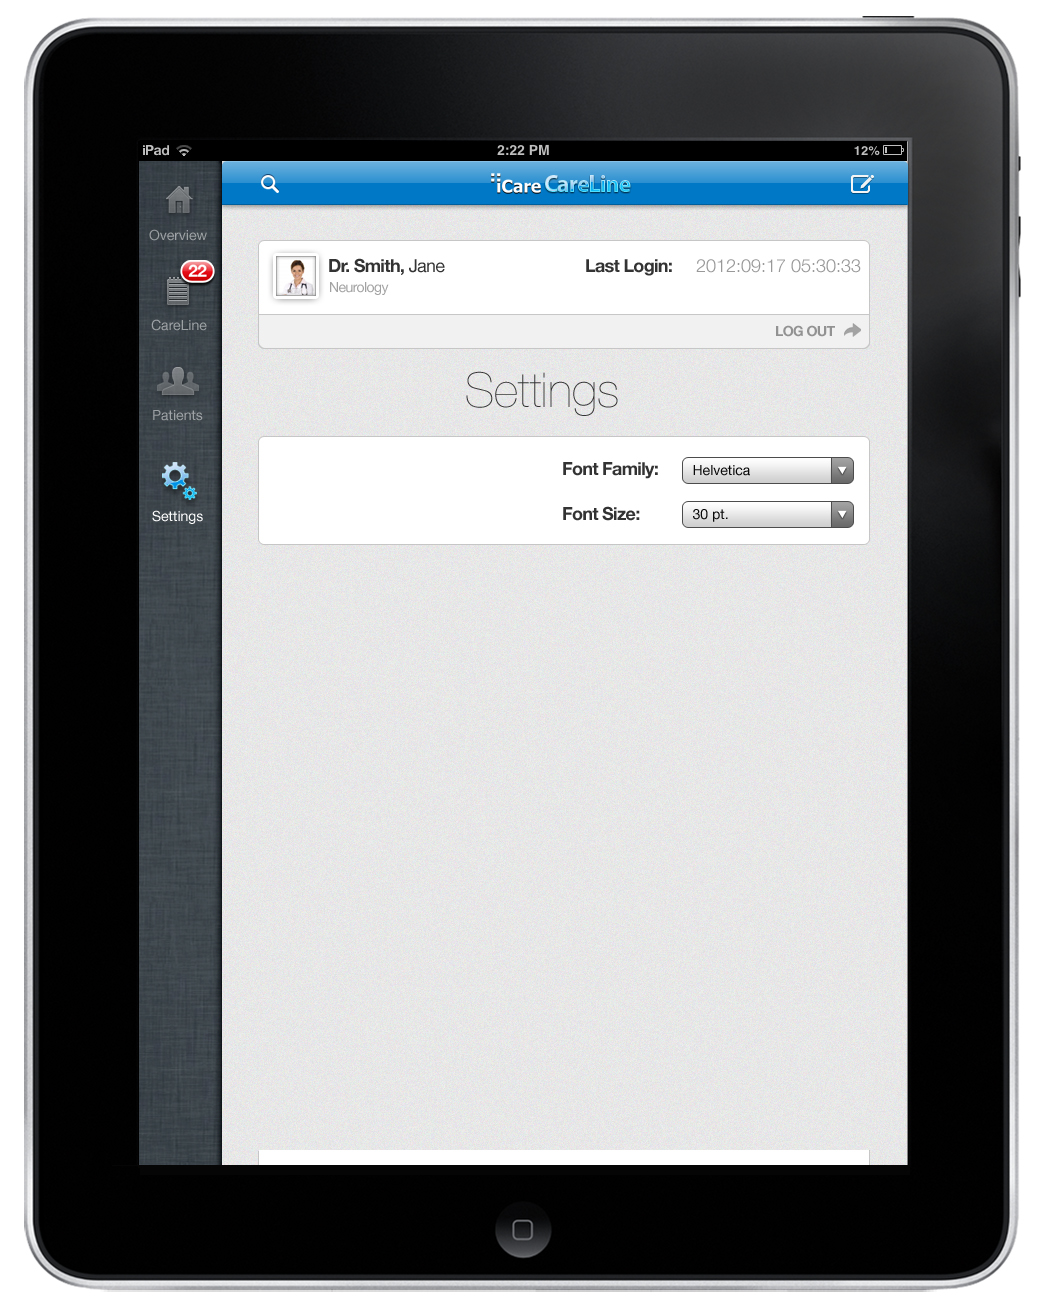 iPad 2:22 PM 12%
iCare CareLine
Overview
22
CareLine
Patients
Settings
Dr. Smith, Jane Last Login: 2012:09:17 05:30:33
Neurology
LOG OUT
Settings
Font Family: Helvetica
Font Size: 30 pt.